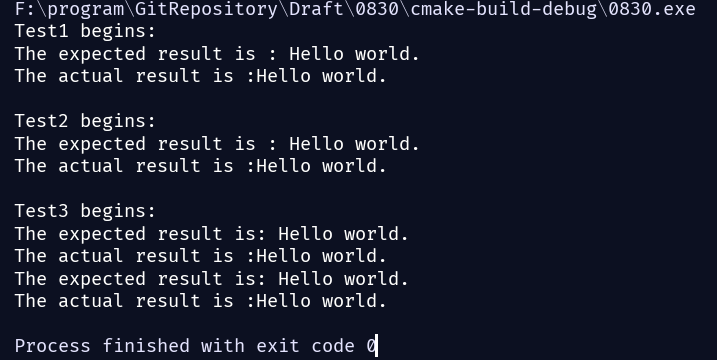 F:\program\GitRepository\Draft\0830\cmake-build-debug\0830.exe
Test1 begins:
The expected result is : Hello world.
The actual result is :Hello world.
Test2 begins:
The expected result is : Hello world.
The actual result is :Hello world.
Test3 begins:
The expected result is: Hello world.
The actual result is :Hello world.
The expected result is: Hello world.
The actual result is :Hello world.
Process finished with exit code 0